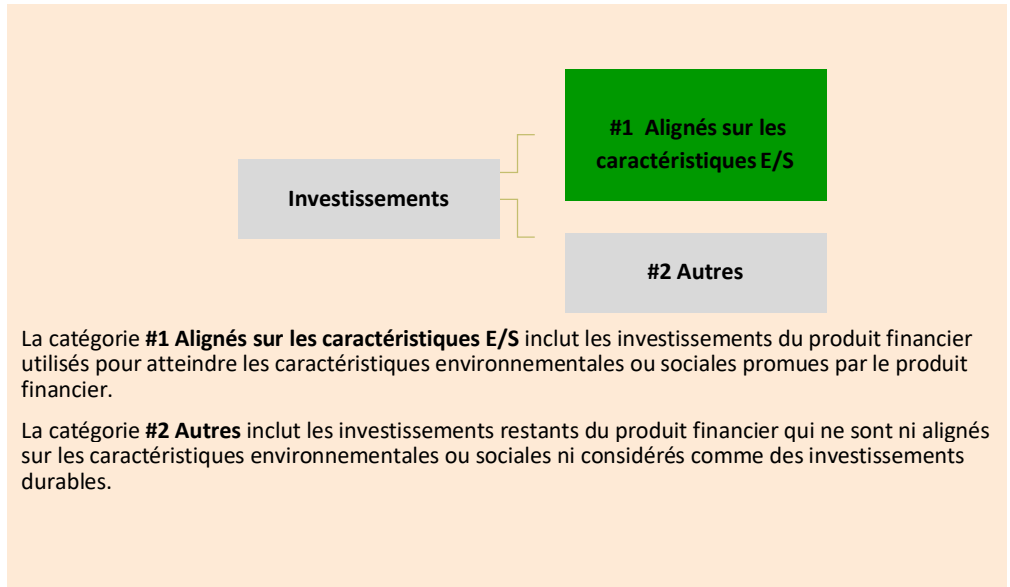 #1 Alignés sur les
caractéristiques E/S
Investissements
#2 Autres
La catégorie #1 Alignés sur les caractéristiques E/S inclut les investissements du produit financier
utilisés pour atteindre les caractéristiques environnementales ou sociales promues par le produit
financier.
La catégorie #2 Autres inclut les investissements restants du produit financier qui ne sont ni alignés
sur les caractéristiques environnementales ou sociales ni considérés comme des investissements
durables.